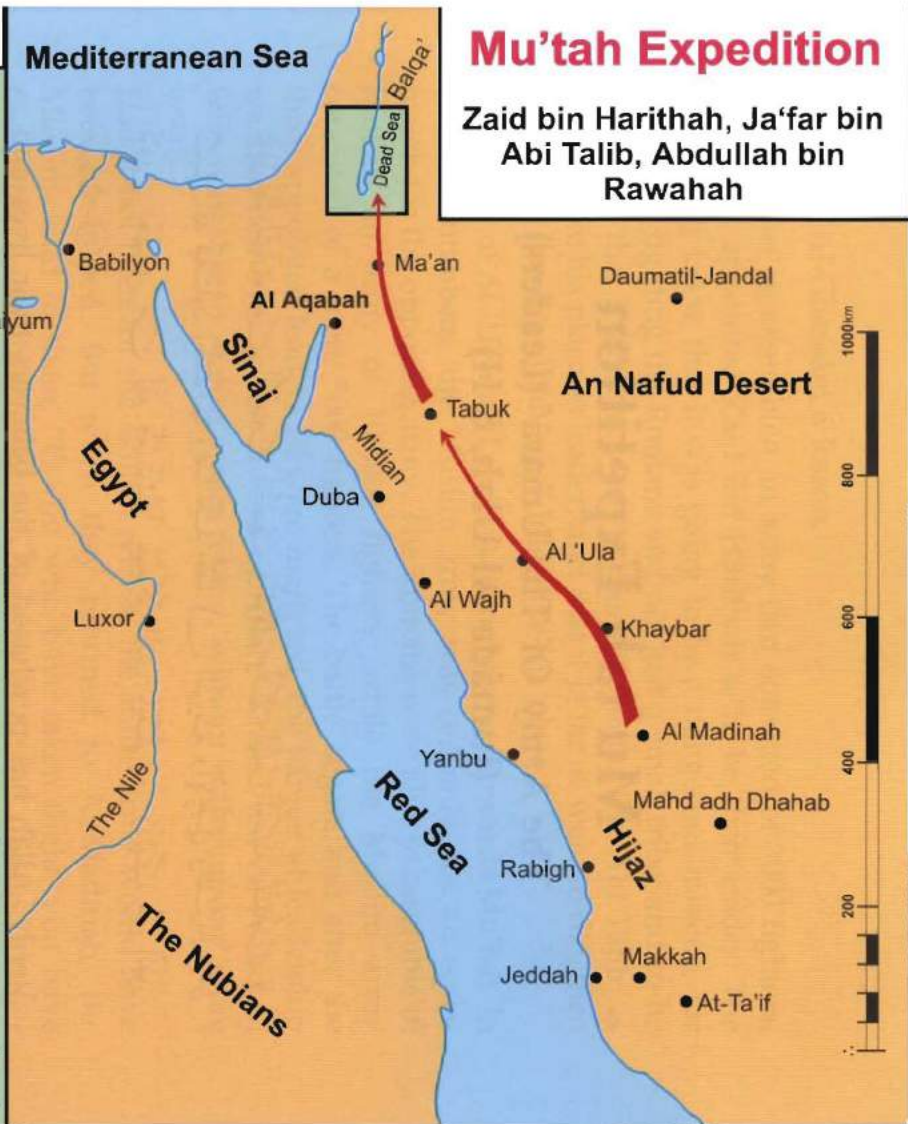 Mu'tah Expedition
Zaid bin Harithah, Ja‘far bin
Abi Talib, Abdullah bin
Rawahah
Mediterranean Sea
Balqa'
Dead Sea
Babilyon
iyum
Ma'an
Daumatil-Jandal
Al Aqabah
Sinai
An Nafud Desert
Tabuk
Egypt
Midian
Duba
Al 'Ula
Al Wajh
Luxor
Khaybar
Al Madinah
Yanbu
The Nile
Red Sea
Mahd adh Dhahab
Hijaz
Rabigh
The Nubians
Makkah
Jeddah
At-Ta'if
1000km
800
600
400
200